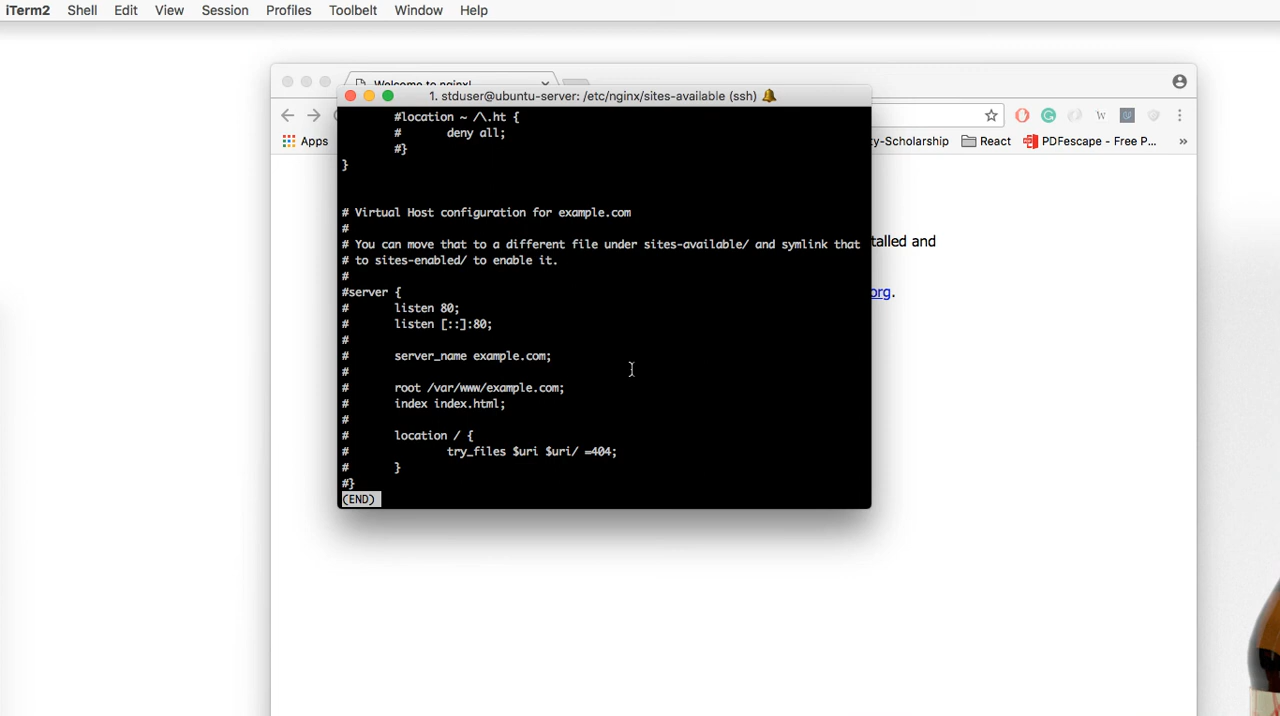 iTerm2 Shell Edit View Session Profiles Toolbelt Window Help
Welcome to nginx!
1. stduser@ubuntu-server: /etc/nginx/sites-available (ssh)
Apps
y-Scholarship React PDFescape - Free P... »
#location ~ /\.ht {
# deny all;
#}
}
# Virtual Host configuration for example.com
#
# You can move that to a different file under sites-available/ and symlink that
# to sites-enabled/ to enable it.
#
#server {
# listen 80;
# listen [::]:80;
#
# server_name example.com;
#
# root /var/www/example.com;
# index index.html;
#
# location / {
# try_files $uri $uri/ =404;
# }
#}
(END)
talled and
org.